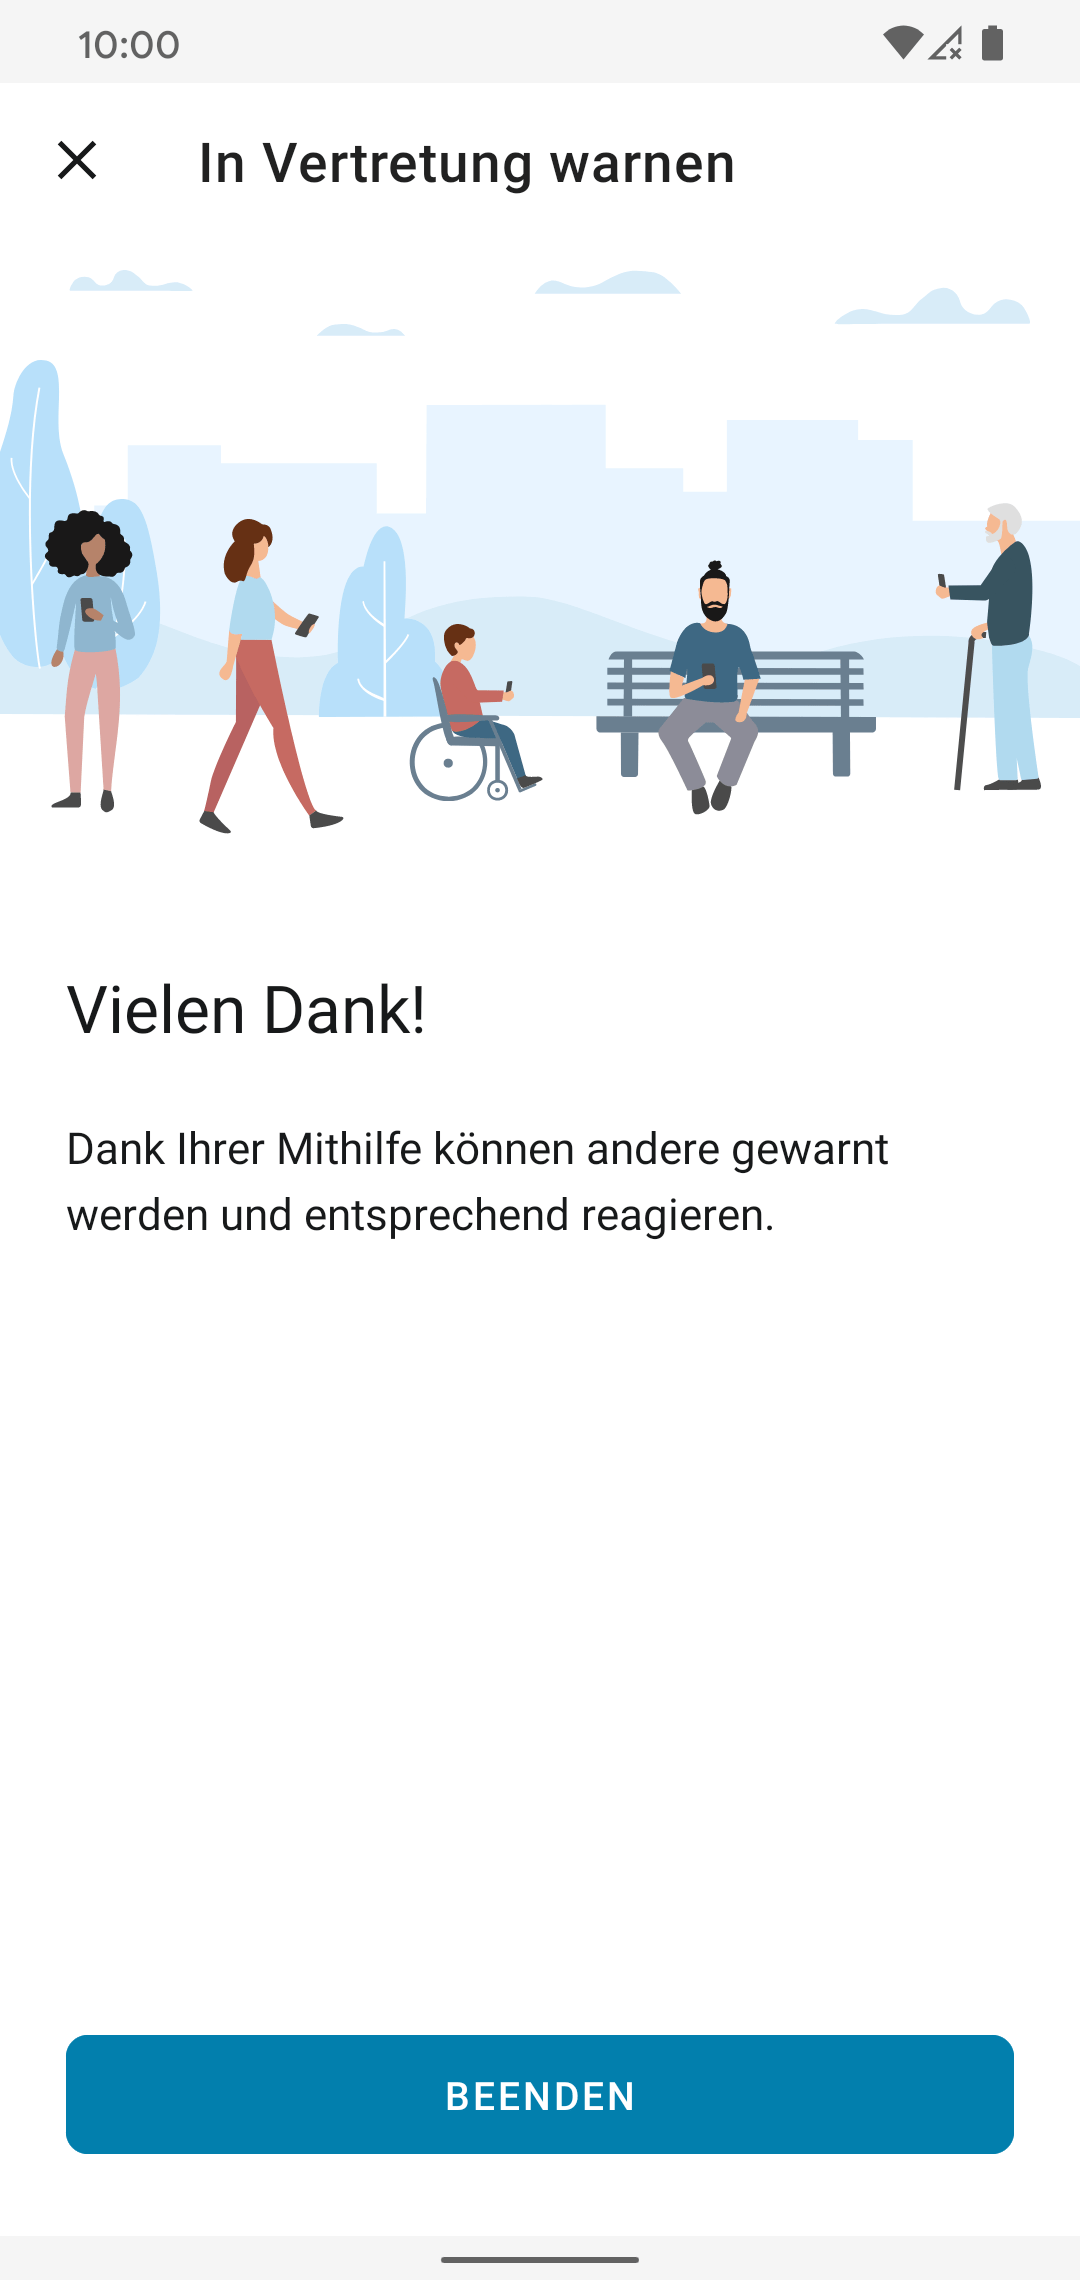 10:00
In Vertretung warnen
Vielen Dank!
Dank Ihrer Mithilfe können andere gewarnt
werden und entsprechend reagieren.
BEENDEN